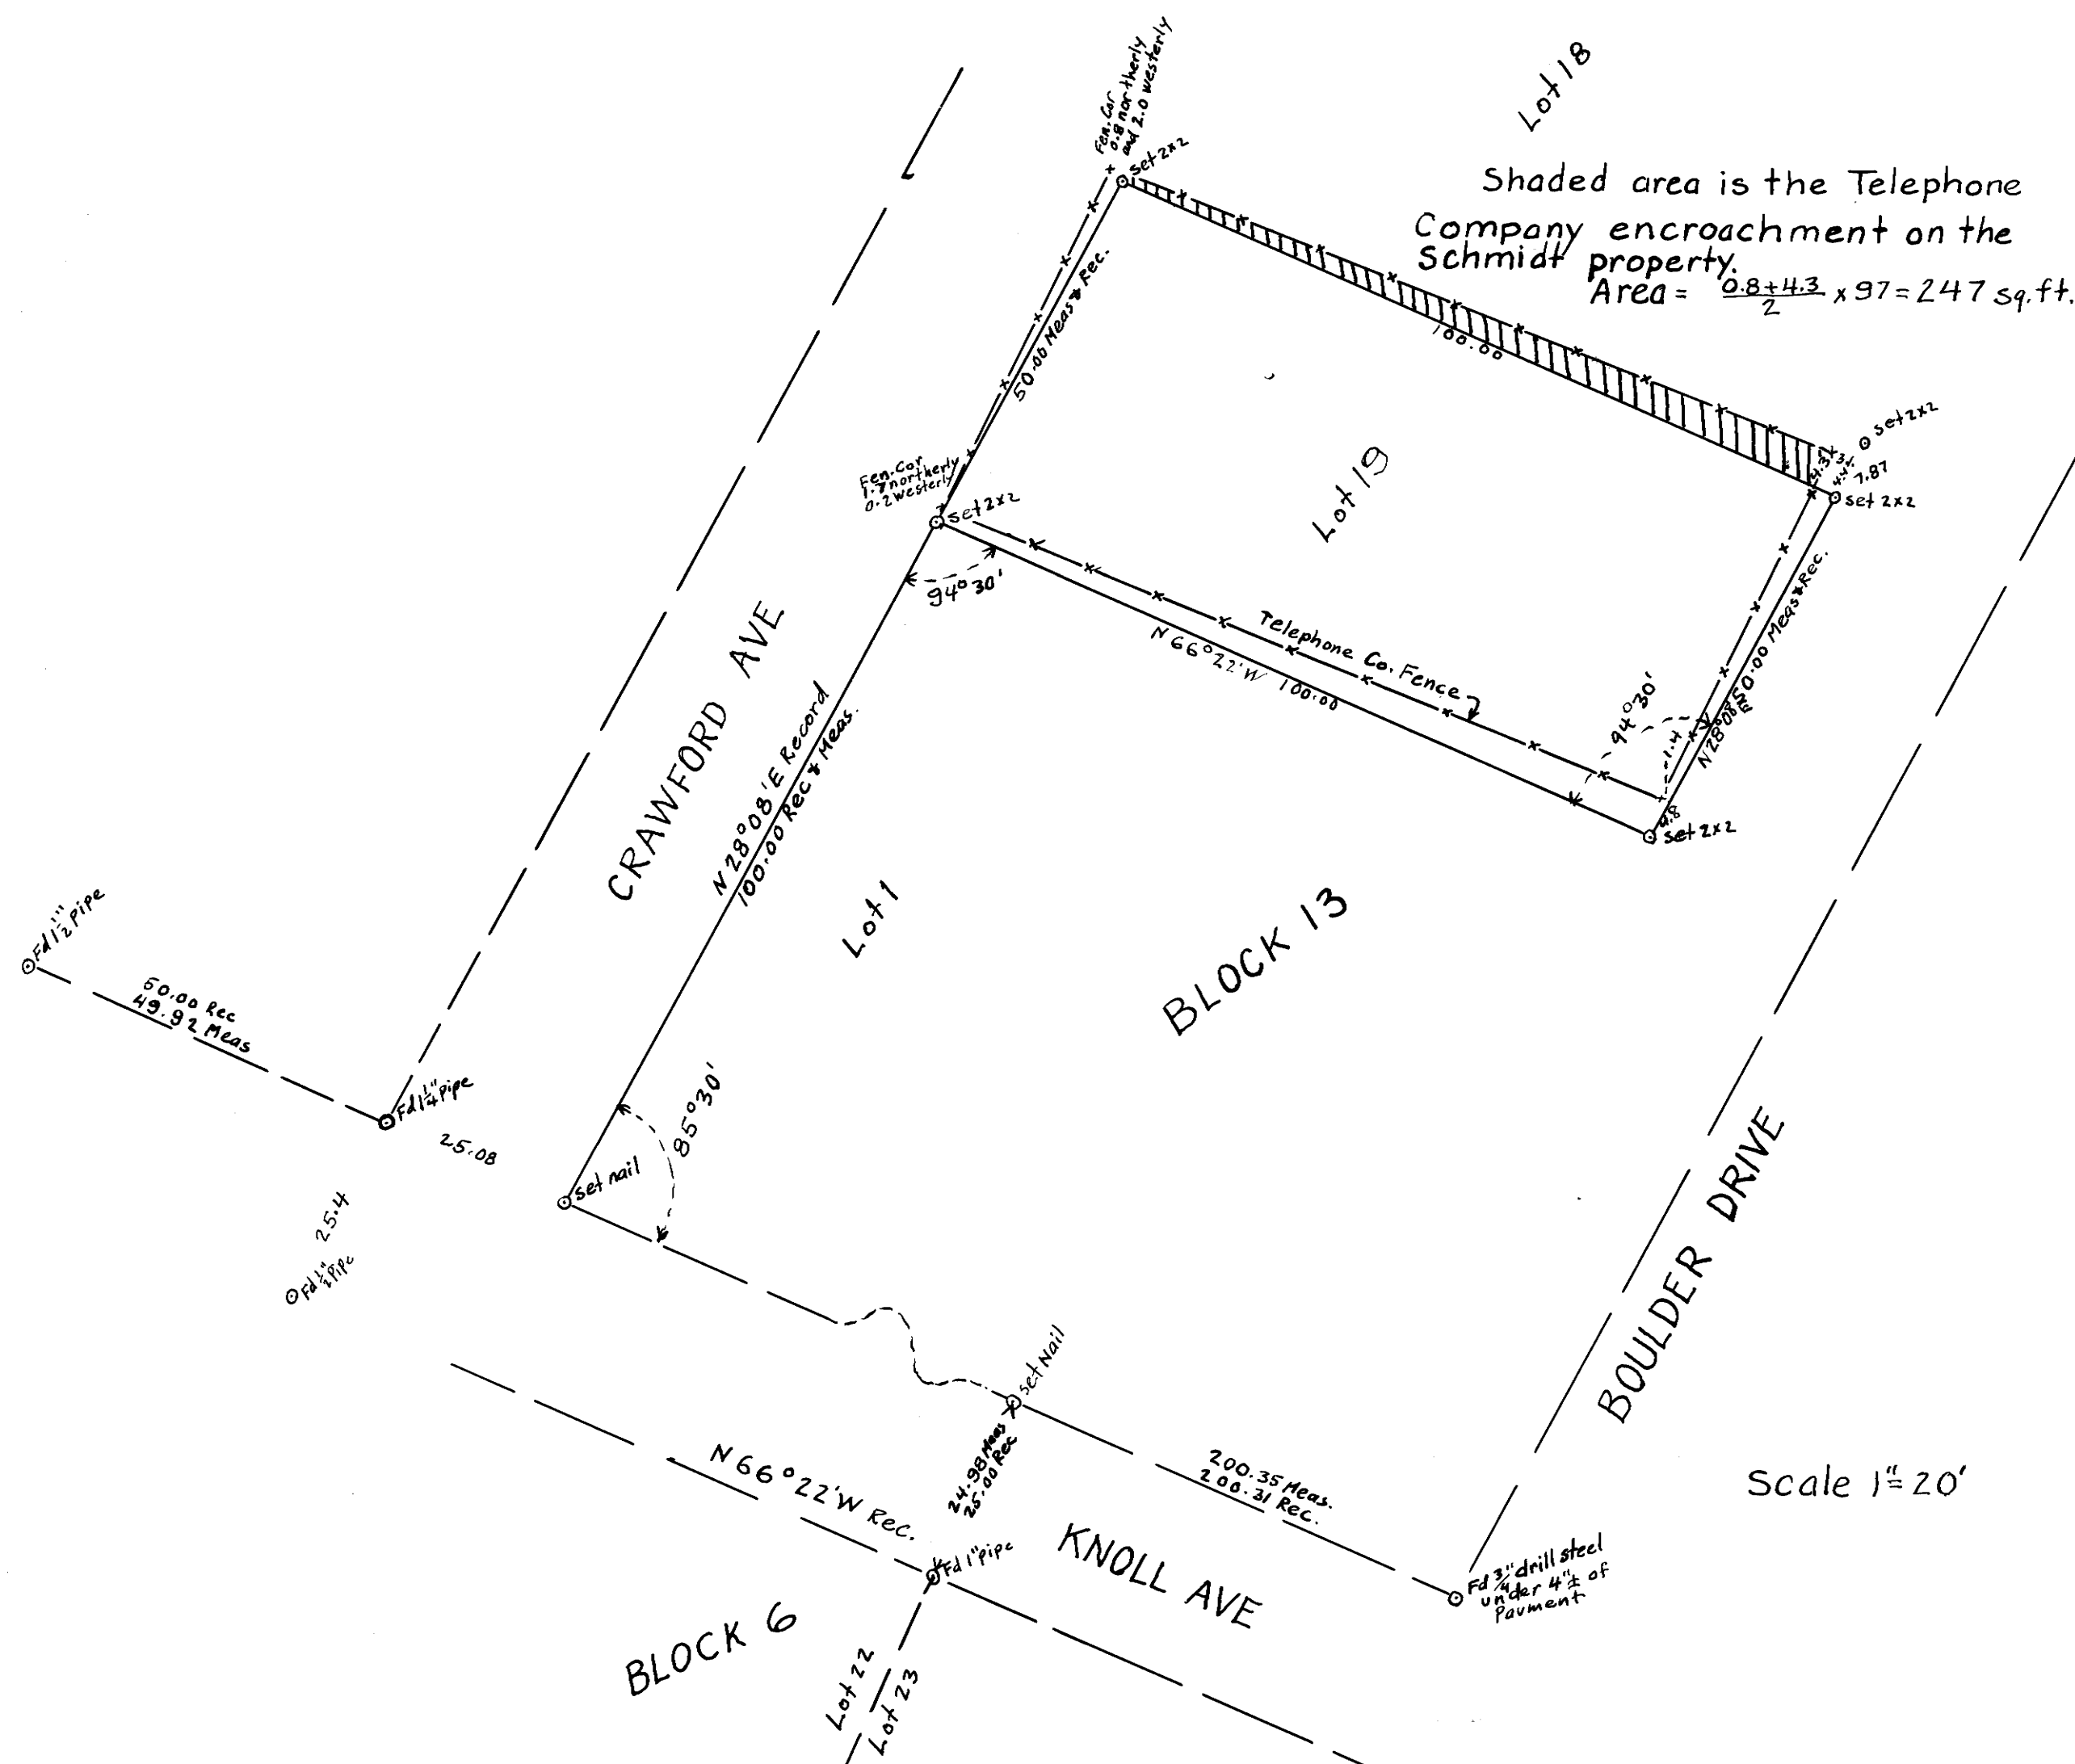 Lot 18
Fen. Cor
0.8 northerly
and 2.0 westerly
set 2x2
Shaded area is the Telephone
Company encroachment on the
Schmidt property.
Area = 0.8+4.3/2 x 97 = 247 sq.ft.
50.00 Meas & Rec.
100.00
set 2x2
4.3
7.87
set 2x2
Fen. Cor
1.7 northerly
0.2 westerly
set 2x2
Lot 19
94°30'
Telephone Co. Fence
N 66°22'W 100.00
94°30'
1.4
50.00 Meas & Rec.
N 28°08'E
0.8
set 2x2
CRAWFORD AVE
N 28°08'E Record
100.00 Rec & Meas.
Lot 1
BLOCK 13
Fd 1 1/2" Pipe
50.00 Rec
49.92 Meas
Fd 1 1/4" Pipe
25.08
85°30'
set nail
25.4
Fd 1/2" Pipe
BOULDER DRIVE
set Nail
24.98 Meas
25.00 Rec
200.35 Meas.
200.31 Rec.
Scale 1"=20'
N 66°22'W Rec.
KNOLL AVE
Fd 1" pipe
Fd 3/4" drill steel
under 4"± of
Pavment
BLOCK 6
Lot 22
Lot 23